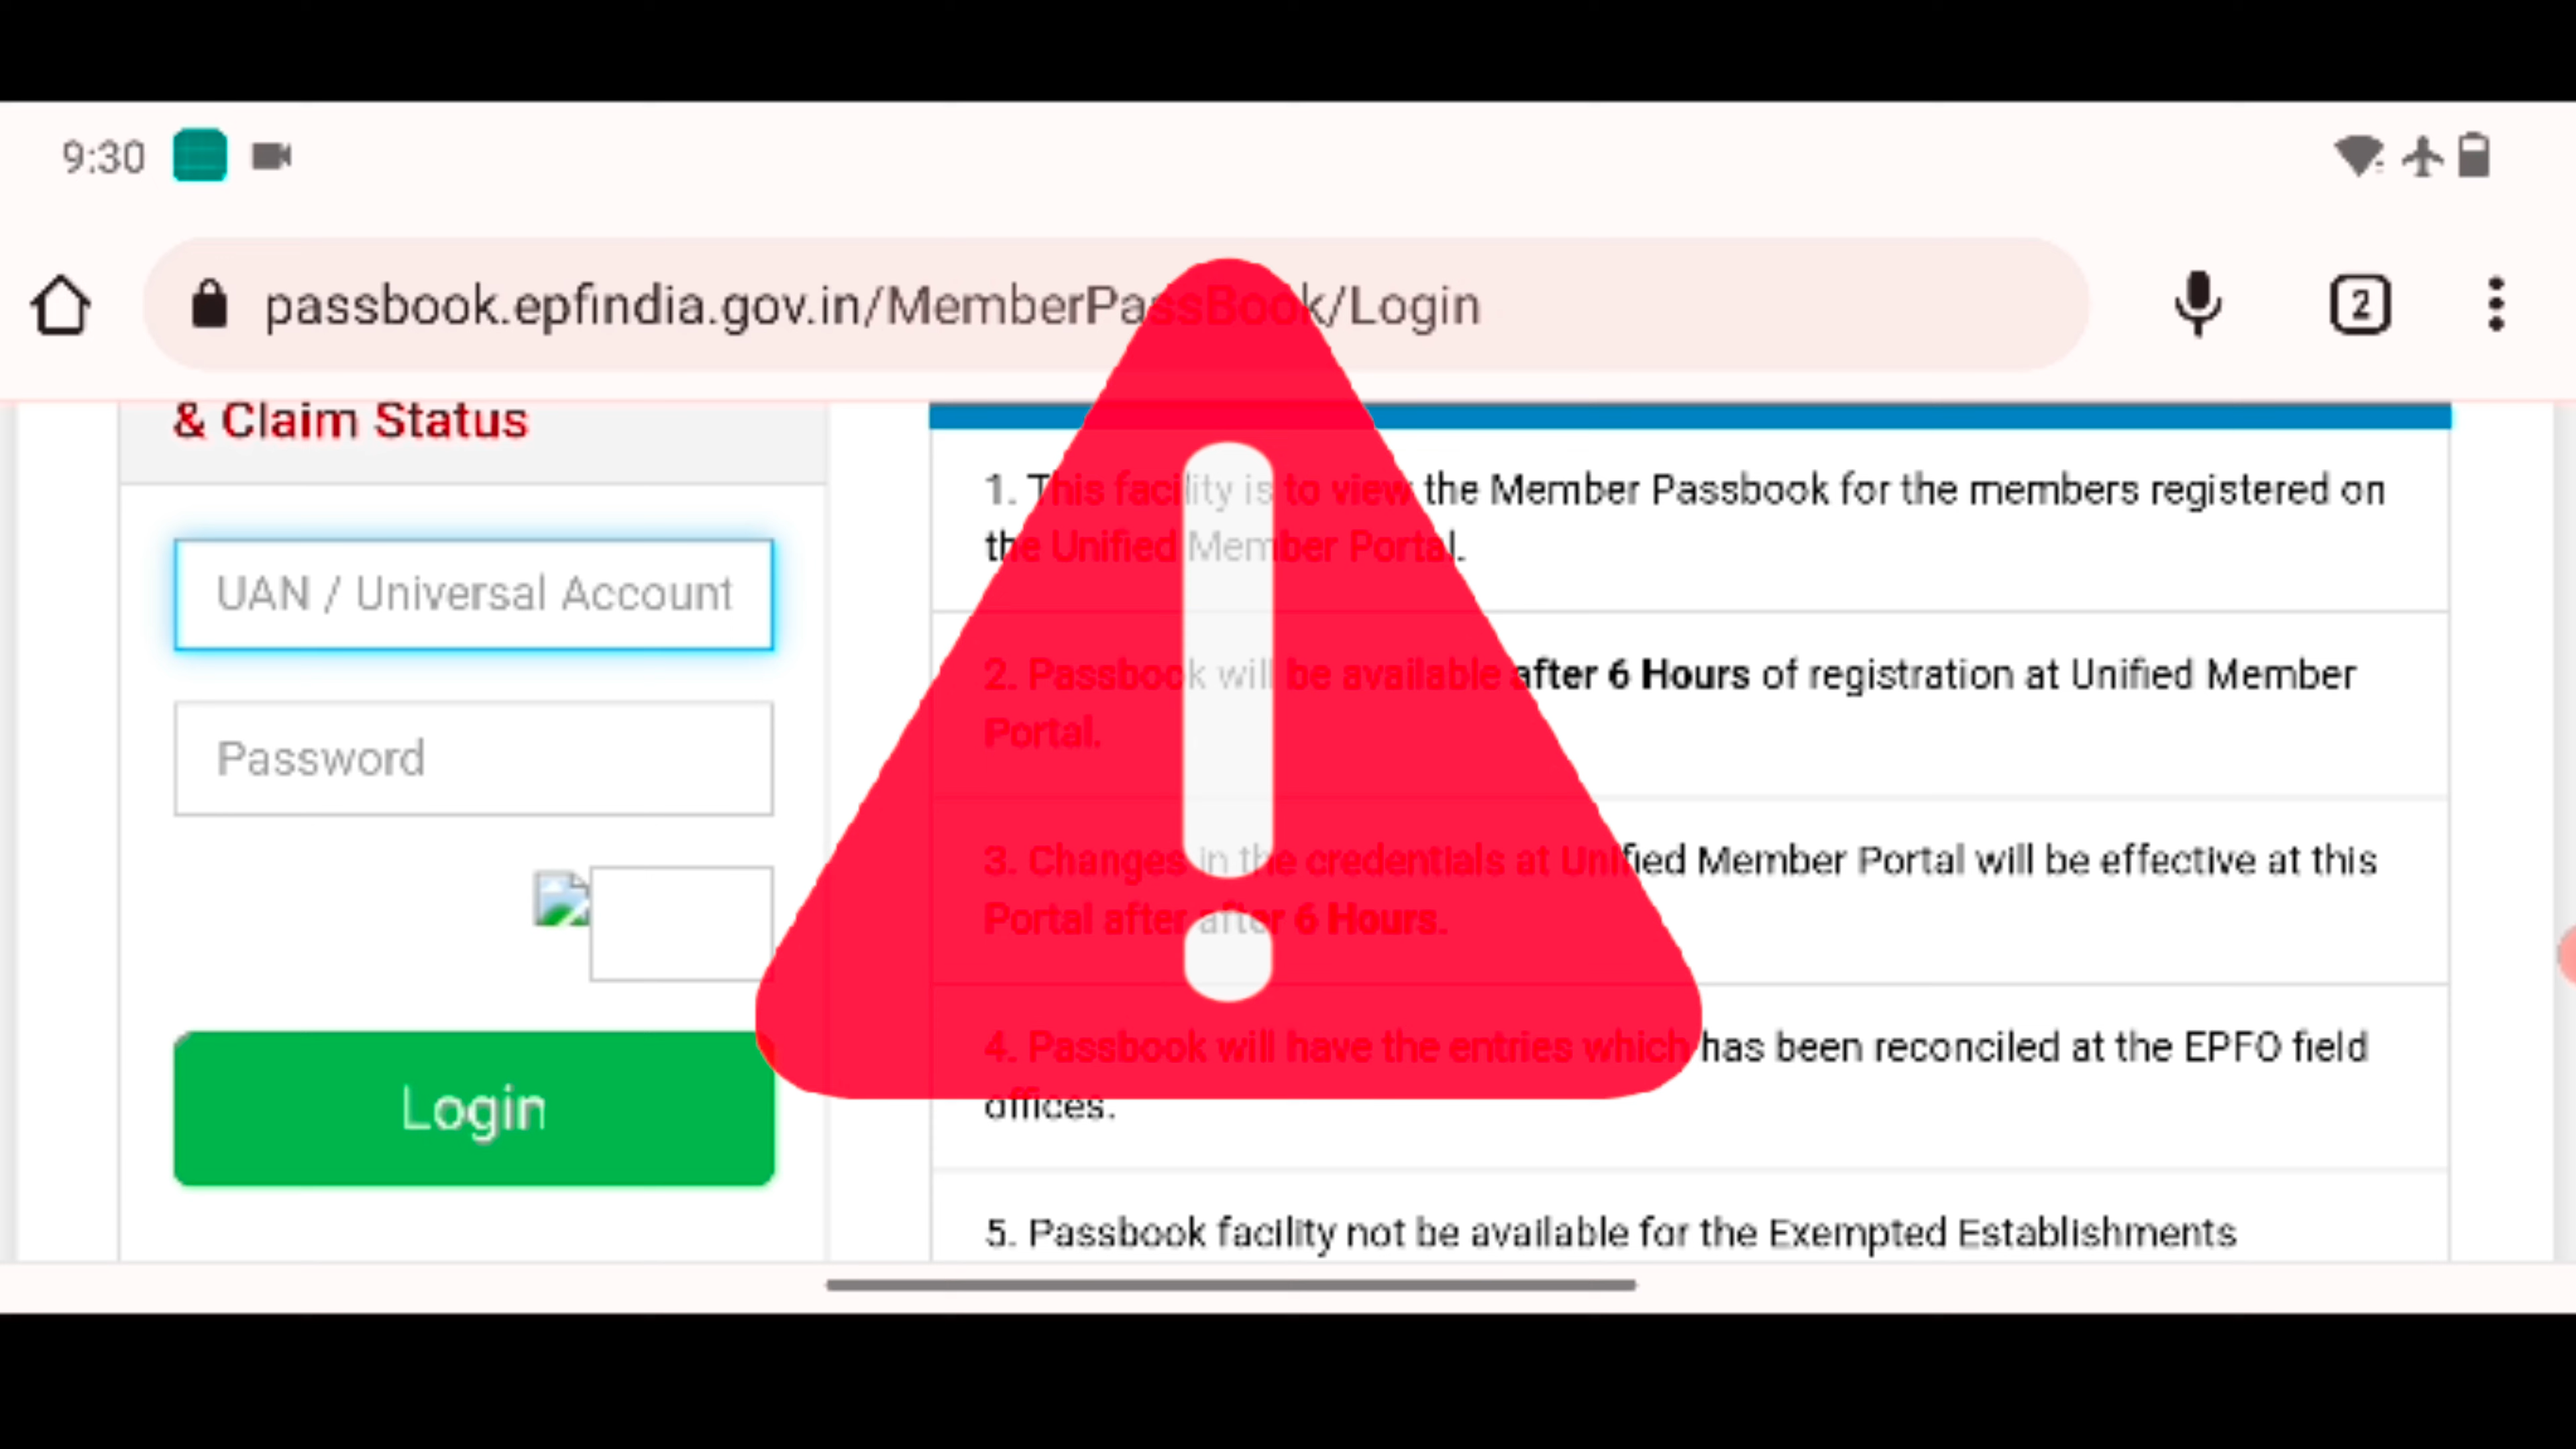 9:30
passbook.epfindia.gov.in/MemberPassBook/Login
2
& Claim Status
UAN / Universal Account
Password
Login
1. This facility is to view the Member Passbook for the members registered on
the Unified Member Portal.
2. Passbook will be available after 6 Hours of registration at Unified Member
Portal.
3. Changes in the credentials at Unified Member Portal will be effective at this
Portal after after 6 Hours.
4. Passbook will have the entries which has been reconciled at the EPFO field
offices.
5. Passbook facility not be available for the Exempted Establishments